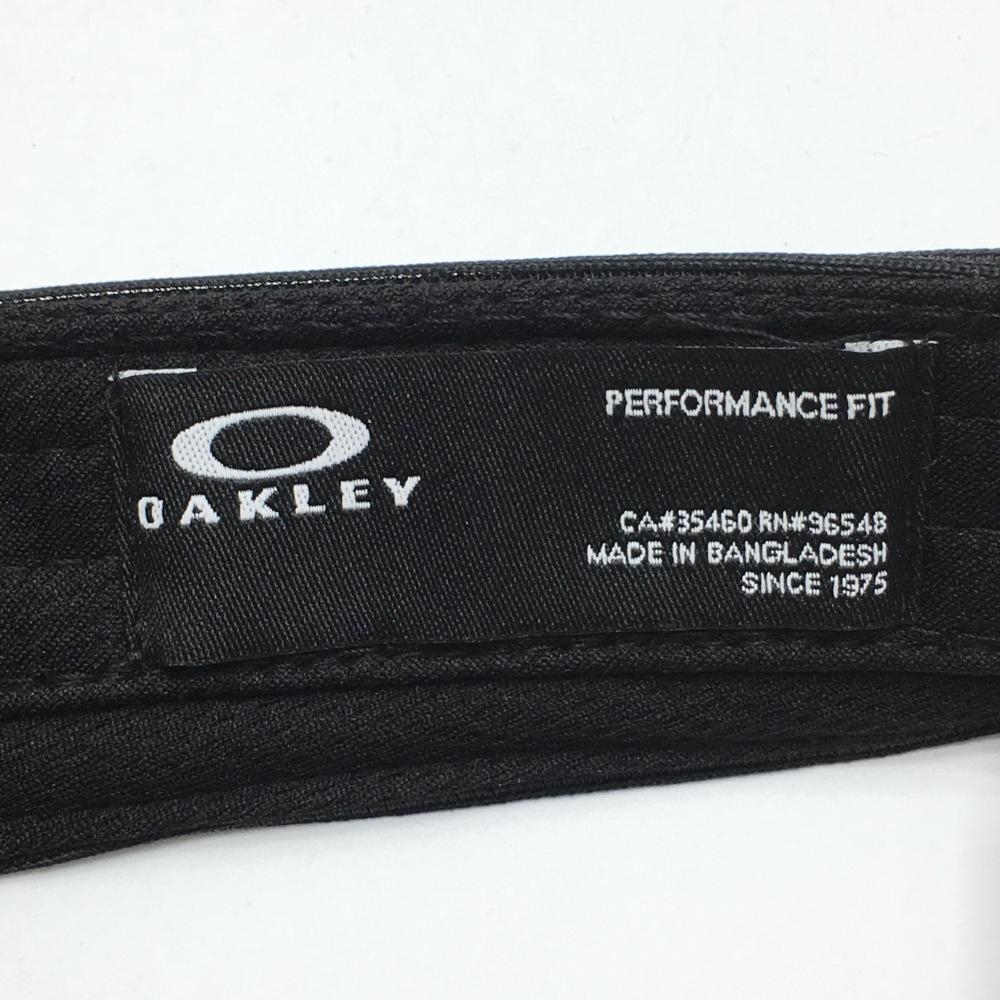 OAKLEY
PERFORMANCE FIT
CA#35460 RN#96548
MADE IN BANGLADESH
SINCE 1975